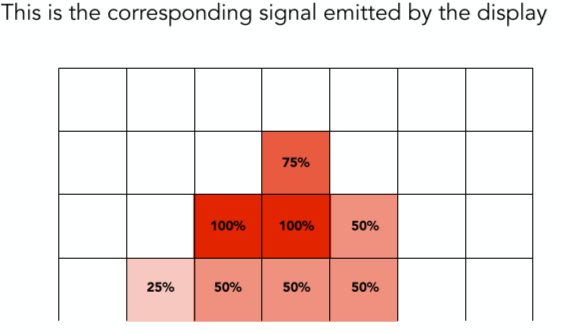 This is the corresponding signal emitted by the display
75%
100% 100% 50%
25% 50% 50% 50%